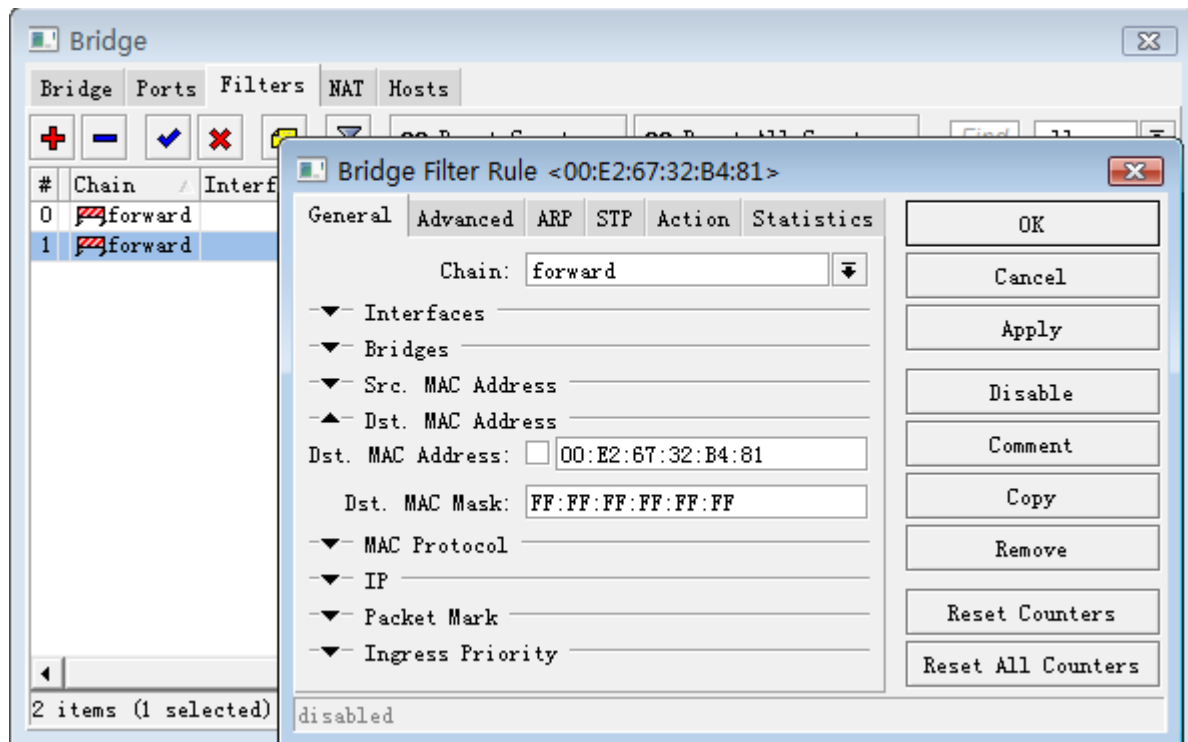 Bridge
Bridge Ports Filters NAT Hosts
Find
# Chain Interf
0 forward
1 forward
2 items (1 selected)
Bridge Filter Rule <00:E2:67:32:B4:81>
General Advanced ARP STP Action Statistics
Chain: forward
Interfaces
Bridges
Src. MAC Address
Dst. MAC Address
Dst. MAC Address: 00:E2:67:32:B4:81
Dst. MAC Mask: FF:FF:FF:FF:FF:FF
MAC Protocol
IP
Packet Mark
Ingress Priority
disabled
OK
Cancel
Apply
Disable
Comment
Copy
Remove
Reset Counters
Reset All Counters